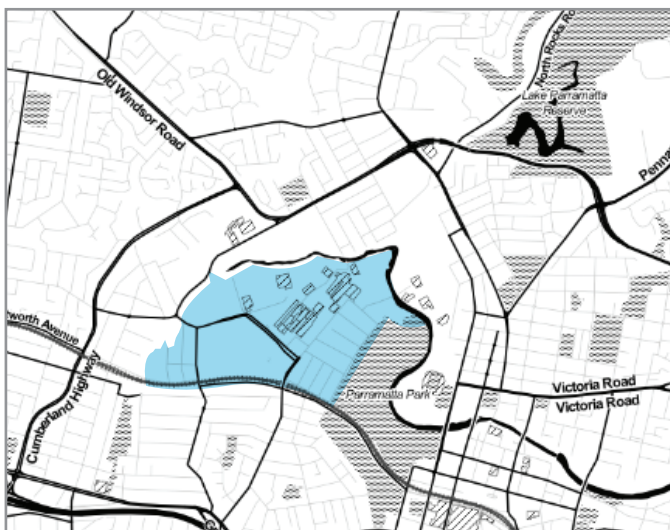 North Rocks Ro
Old Windsor Road
Lake Parramatta
Reserve
Penna
worth Avenue
Cumberland Highway
Parramatta Park
Victoria Road
Victoria Road